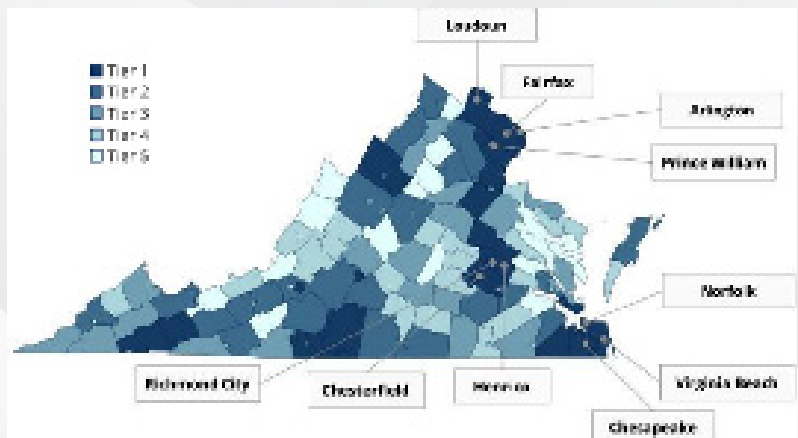 Loudoun
Tier 1
Tier 2
Tier 3
Tier 4
Tier 5
Fairfax
Arlington
Prince William
Norfolk
Richmond City
Chesterfield
Henrico
Virginia Beach
Chesapeake